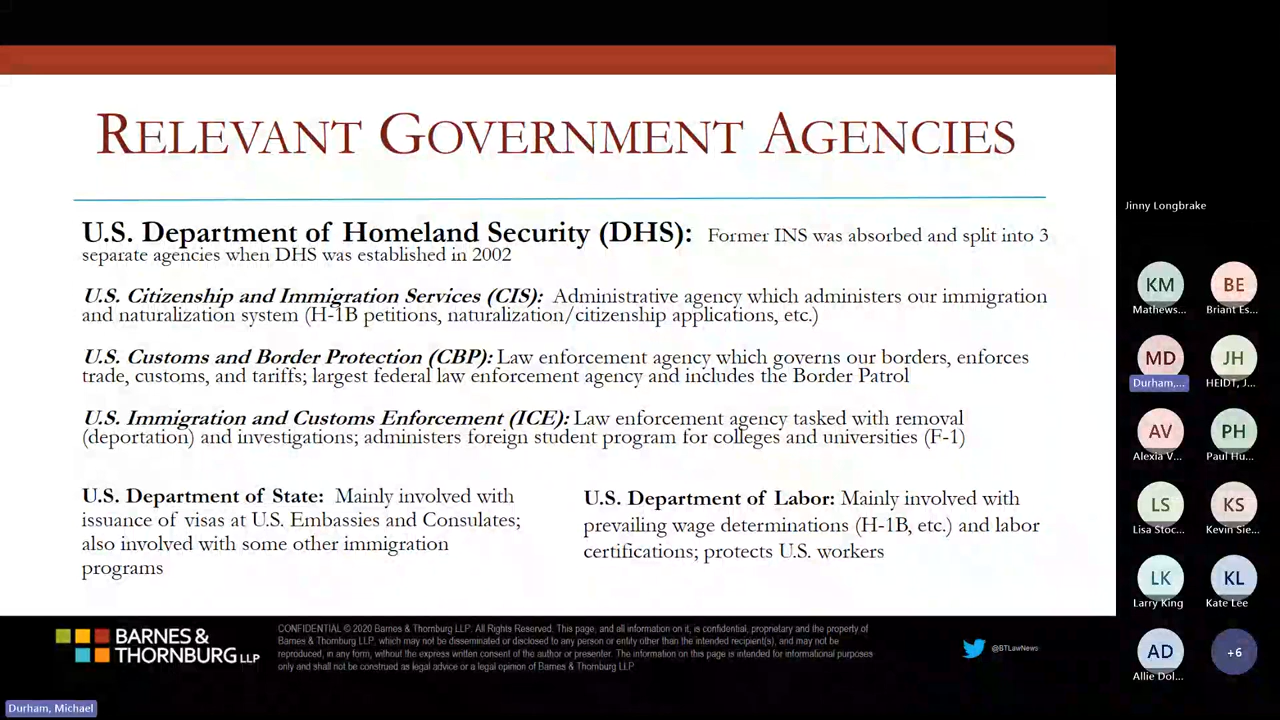 RELEVANT GOVERNMENT AGENCIES
U.S. Department of Homeland Security (DHS): Former INS was absorbed and split into 3
separate agencies when DHS was established in 2002
U.S. Citizenship and Immigration Services (CIS): Administrative agency which administers our immigration
and naturalization system (H-1B petitions, naturalization/citizenship applications, etc.)
U.S. Customs and Border Protection (CBP): Law enforcement agency which governs our borders, enforces
trade, customs, and tariffs; largest federal law enforcement agency and includes the Border Patrol
U.S. Immigration and Customs Enforcement (ICE): Law enforcement agency tasked with removal
(deportation) and investigations; administers foreign student program for colleges and universities (F-1)
U.S. Department of State: Mainly involved with
issuance of visas at U.S. Embassies and Consulates;
also involved with some other immigration
programs
U.S. Department of Labor: Mainly involved with
prevailing wage determinations (H-1B, etc.) and labor
certifications; protects U.S. workers
BARNES &
THORNBURG LLP
CONFIDENTIAL © 2020 Barnes & Thornburg LLP. All Rights Reserved. This page, and all information on it, is confidential, proprietary and the property of
Barnes & Thornburg LLP, which may not be disseminated or disclosed to any person or entity other than the intended recipient(s), and may not be
reproduced, in any form, without the express written consent of the author or presenter. The information on this page is intended for informational purposes
only and shall not be construed as legal advice or a legal opinion of Barnes & Thornburg LLP
@BTLawNews
Jinny Longbrake
KM
Mathews...
BE
Briant Es...
MD
Durham,...
JH
HEIDT, J...
AV
Alexia V...
PH
Paul Hu...
LS
Lisa Stoc...
KS
Kevin Sie...
LK
Larry King
KL
Kate Lee
AD
Allie Dol...
+6
Durham, Michael